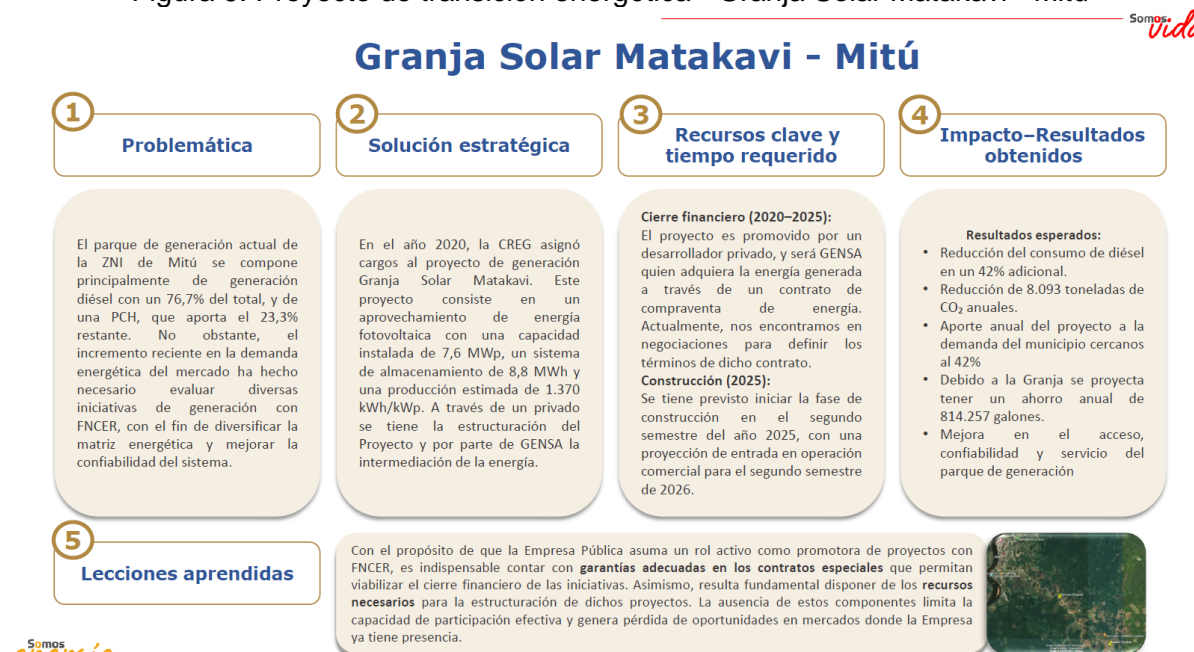 Somos
vida
Granja Solar Matakavi - Mitú
1
Problemática
2
Solución estratégica
3
Recursos clave y
tiempo requerido
4
Impacto–Resultados
obtenidos
El parque de generación actual de
la ZNI de Mitú se compone
principalmente de generación
diésel con un 76,7% del total, y de
una PCH, que aporta el 23,3%
restante. No obstante, el
incremento reciente en la demanda
energética del mercado ha hecho
necesario evaluar diversas
iniciativas de generación con
FNCER, con el fin de diversificar la
matriz energética y mejorar la
confiabilidad del sistema.
En el año 2020, la CREG asignó
cargos al proyecto de generación
Granja Solar Matakavi. Este
proyecto consiste en un
aprovechamiento de energía
fotovoltaica con una capacidad
instalada de 7,6 MWp, un sistema
de almacenamiento de 8,8 MWh y
una producción estimada de 1.370
kWh/kWp. A través de un privado
se tiene la estructuración del
Proyecto y por parte de GENSA la
intermediación de la energía.
Cierre financiero (2020–2025):
El proyecto es promovido por un
desarrollador privado, y será GENSA
quien adquiera la energía generada
a través de un contrato de
compraventa de energía.
Actualmente, nos encontramos en
negociaciones para definir los
términos de dicho contrato.
Construcción (2025):
Se tiene previsto iniciar la fase de
construcción en el segundo
semestre del año 2025, con una
proyección de entrada en operación
comercial para el segundo semestre
de 2026.
Resultados esperados:
• Reducción del consumo de diésel
en un 42% adicional.
• Reducción de 8.093 toneladas de
CO₂ anuales.
• Aporte anual del proyecto a la
demanda del municipio cercanos
al 42%
• Debido a la Granja se proyecta
tener un ahorro anual de
814.257 galones.
• Mejora en el acceso,
confiabilidad y servicio del
parque de generación
5
Lecciones aprendidas
Con el propósito de que la Empresa Pública asuma un rol activo como promotora de proyectos con
FNCER, es indispensable contar con garantías adecuadas en los contratos especiales que permitan
viabilizar el cierre financiero de las iniciativas. Asimismo, resulta fundamental disponer de los recursos
necesarios para la estructuración de dichos proyectos. La ausencia de estos componentes limita la
capacidad de participación efectiva y genera pérdida de oportunidades en mercados donde la Empresa
ya tiene presencia.
Somos